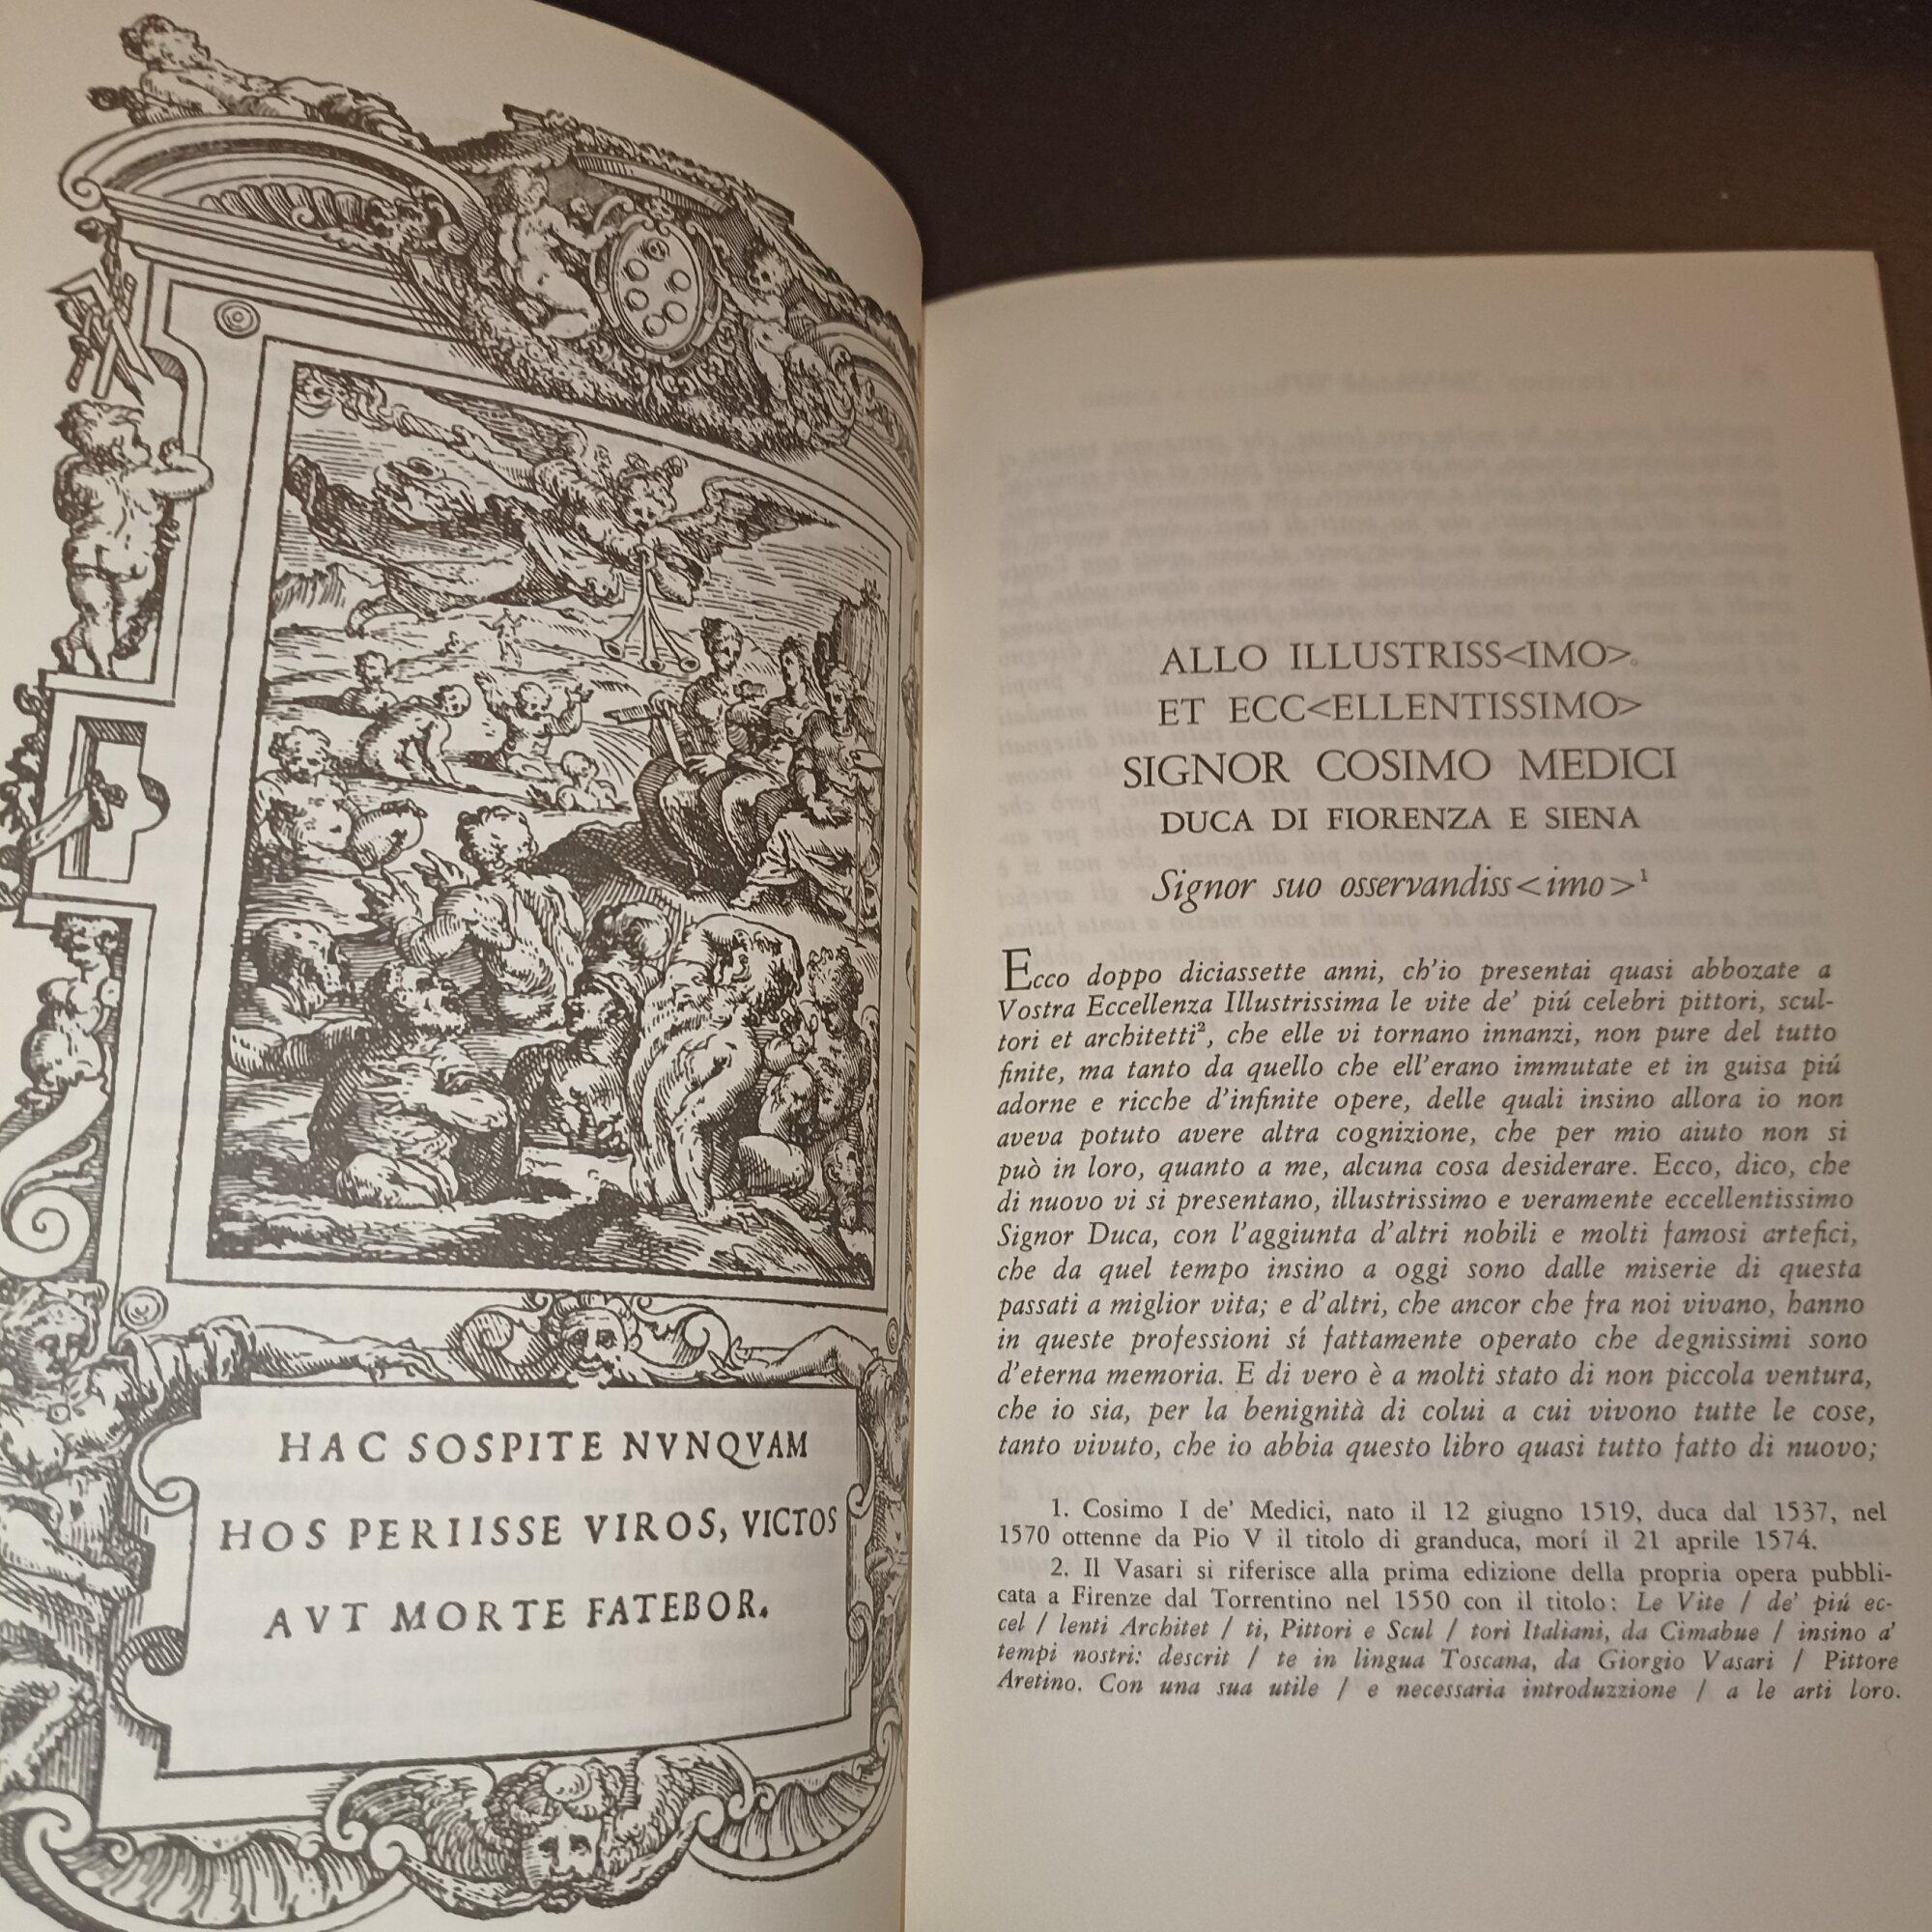 HAC SOSPITE NVNQVAM
HOS PERIISSE VIROS, VICTOS
AVT MORTE FATEBOR.
ALLO ILLUSTRISS<IMO>
ET ECC<ELLENTISSIMO>
SIGNOR COSIMO MEDICI
DUCA DI FIORENZA E SIENA
Signor suo osservandiss<imo>¹
Ecco doppo diciassette anni, ch'io presentai quasi abbozate a
Vostra Eccellenza Illustrissima le vite de' piú celebri pittori, scul-
tori et architetti², che elle vi tornano innanzi, non pure del tutto
finite, ma tanto da quello che ell'erano immutate et in guisa piú
adorne e ricche d'infinite opere, delle quali insino allora io non
aveva potuto avere altra cognizione, che per mio aiuto non si
può in loro, quanto a me, alcuna cosa desiderare. Ecco, dico, che
di nuovo vi si presentano, illustrissimo e veramente eccellentissimo
Signor Duca, con l'aggiunta d'altri nobili e molti famosi artefici,
che da quel tempo insino a oggi sono dalle miserie di questa
passati a miglior vita; e d'altri, che ancor che fra noi vivano, hanno
in queste professioni sí fattamente operato che degnissimi sono
d'eterna memoria. E di vero è a molti stato di non piccola ventura,
che io sia, per la benignità di colui a cui vivono tutte le cose,
tanto vivuto, che io abbia questo libro quasi tutto fatto di nuovo;
1. Cosimo I de' Medici, nato il 12 giugno 1519, duca dal 1537, nel
1570 ottenne da Pio V il titolo di granduca, morí il 21 aprile 1574.
2. Il Vasari si riferisce alla prima edizione della propria opera pubbli-
cata a Firenze dal Torrentino nel 1550 con il titolo: Le Vite / de' piú ec-
cel / lenti Architet / ti, Pittori e Scul / tori Italiani, da Cimabue / insino a'
tempi nostri: descrit / te in lingua Toscana, da Giorgio Vasari / Pittore
Aretino. Con una sua utile / e necessaria introduzzione / a le arti loro.